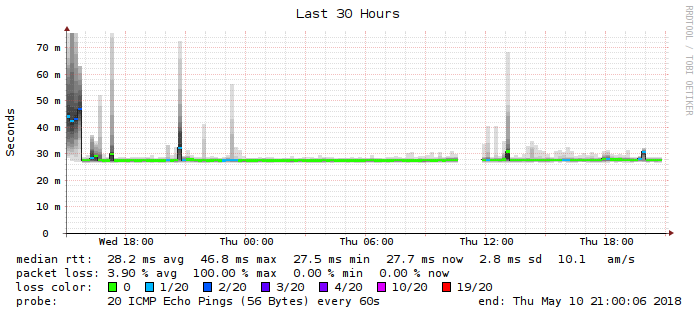 Last 30 Hours
RRDTOOL / TOBI OETIKER
Seconds
70 m
60 m
50 m
40 m
30 m
20 m
10 m
0
Wed 18:00 Thu 00:00 Thu 06:00 Thu 12:00 Thu 18:00
median rtt: 28.2 ms avg 46.8 ms max 27.5 ms min 27.7 ms now 2.8 ms sd 10.1 am/s
packet loss: 3.90 % avg 100.00 % max 0.00 % min 0.00 % now
loss color: 0 1/20 2/20 3/20 4/20 10/20 19/20
probe: 20 ICMP Echo Pings (56 Bytes) every 60s end: Thu May 10 21:00:06 2018